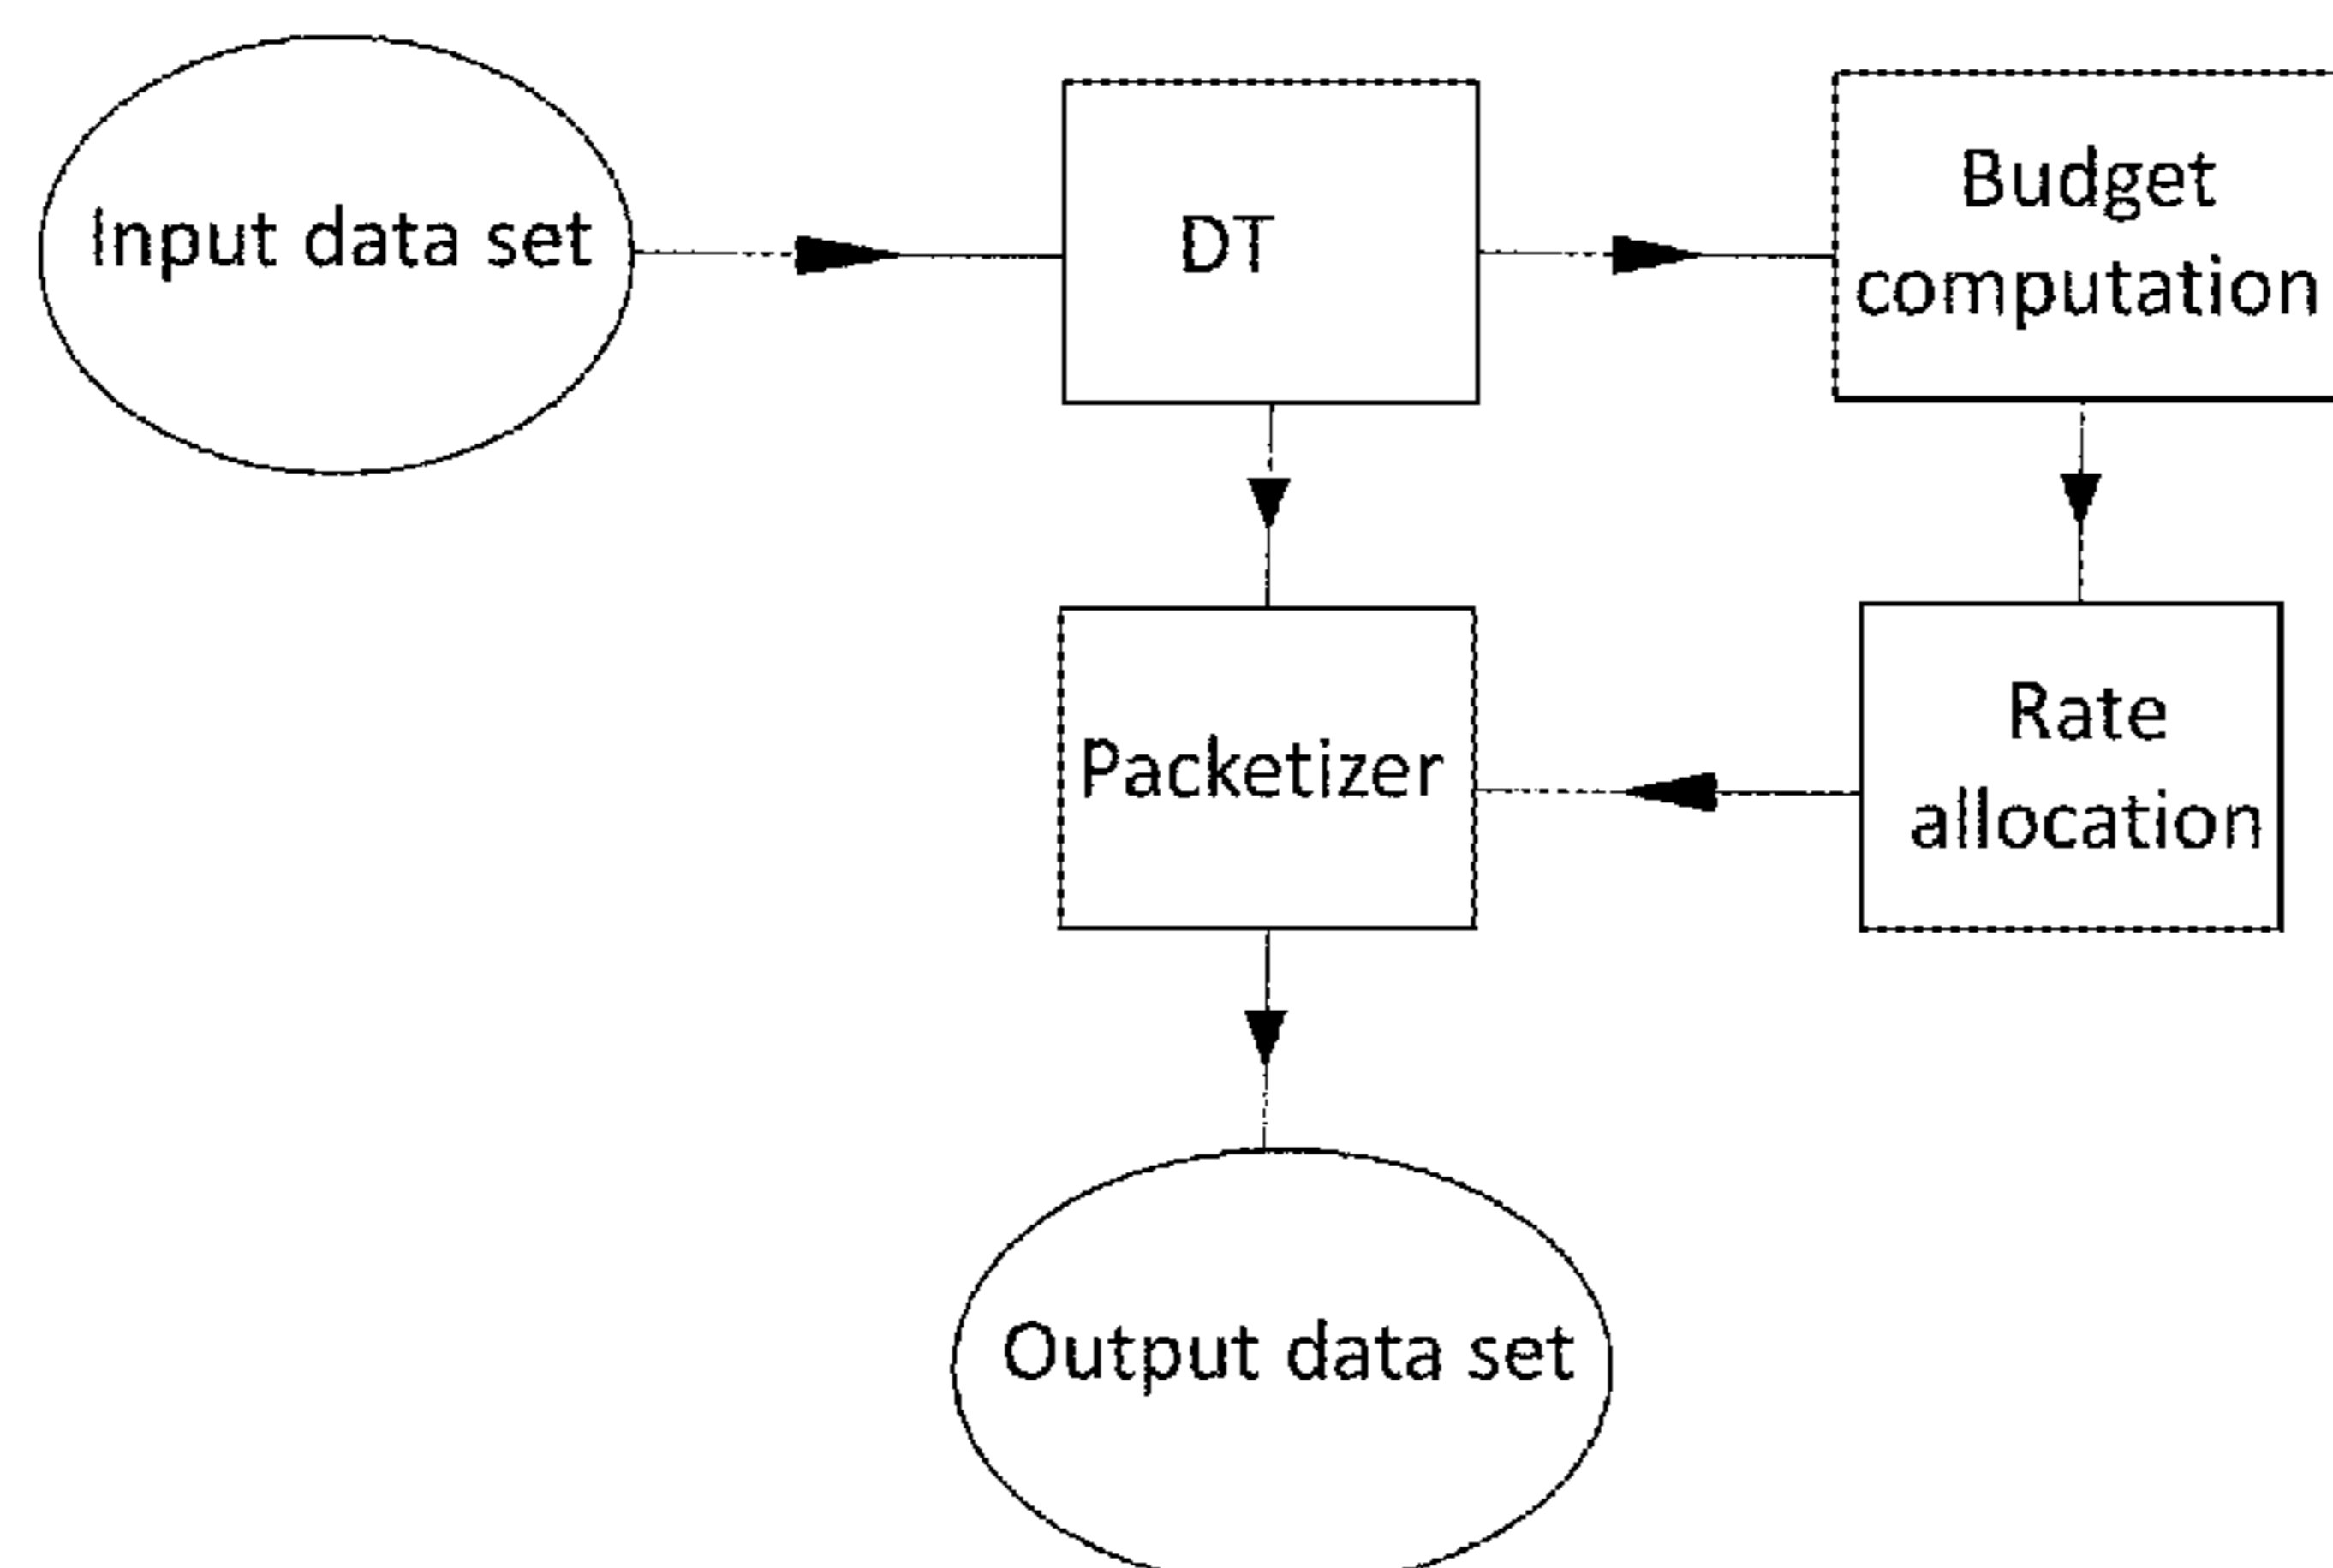 Input data set
DT
Budget
computation
Packetizer
Rate
allocation
Output data set